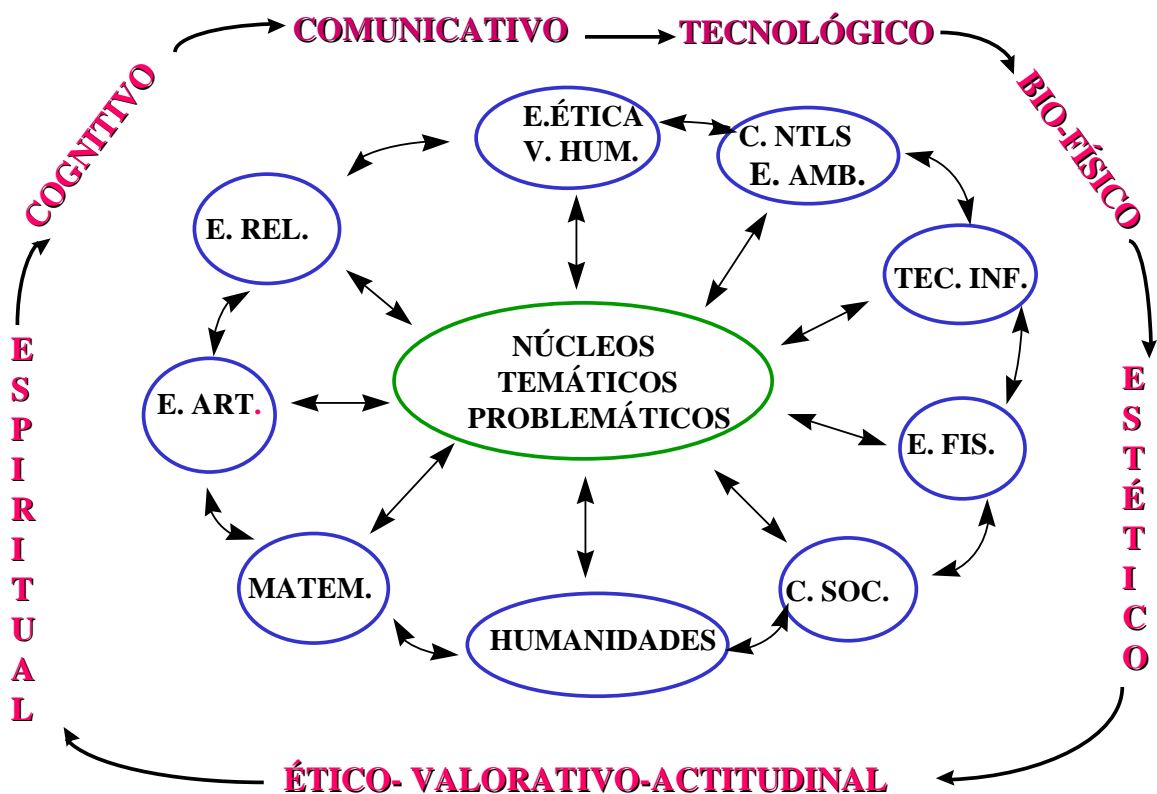 COMUNICATIVO
TECNOLÓGICO
COGNITIVO
BIO-FÍSICO
E.ÉTICA
V. HUM.
C. NTLS
E. AMB.
E. REL.
TEC. INF.
NÚCLEOS
TEMÁTICOS
PROBLEMÁTICOS
ESPIRITUAL
ESTÉTICO
E. ART.
E. FIS.
MATEM.
C. SOC.
HUMANIDADES
ÉTICO- VALORATIVO-ACTITUDINAL